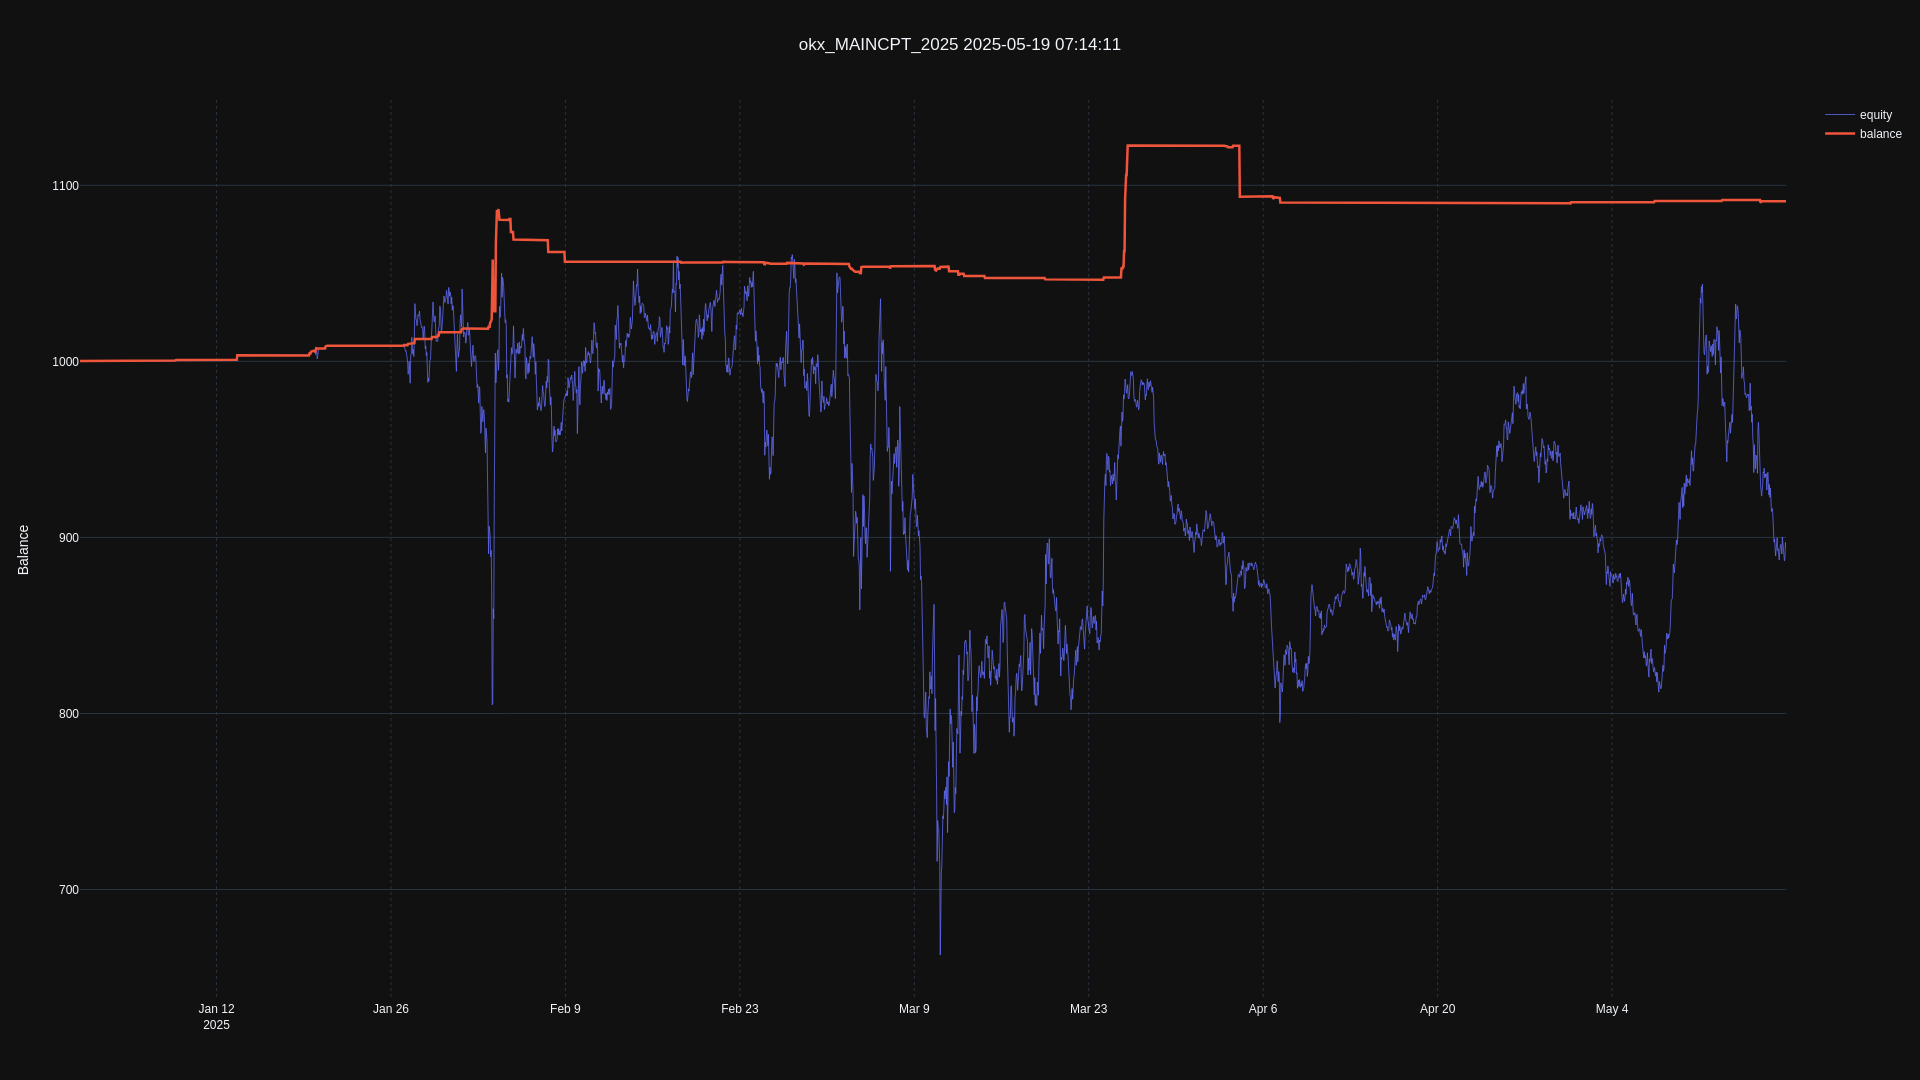 okx_MAINCPT_2025 2025-05-19 07:14:11
equity
balance
Balance
1100
1000
900
800
700
Jan 12
2025
Jan 26
Feb 9
Feb 23
Mar 9
Mar 23
Apr 6
Apr 20
May 4